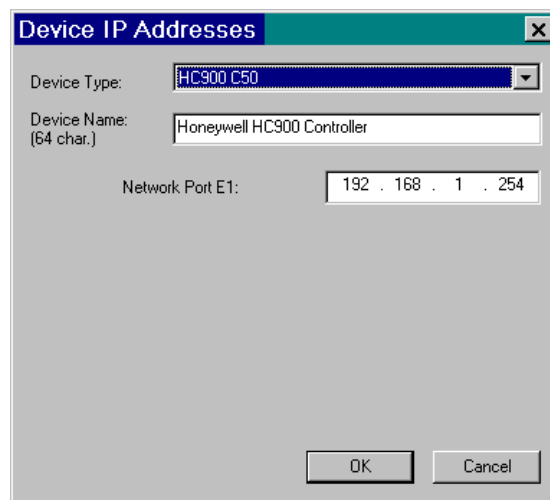 Device IP Addresses
Device Type: HC900 C50
Device Name: Honeywell HC900 Controller
(64 char.)
Network Port E1: 192 . 168 . 1 . 254
OK Cancel